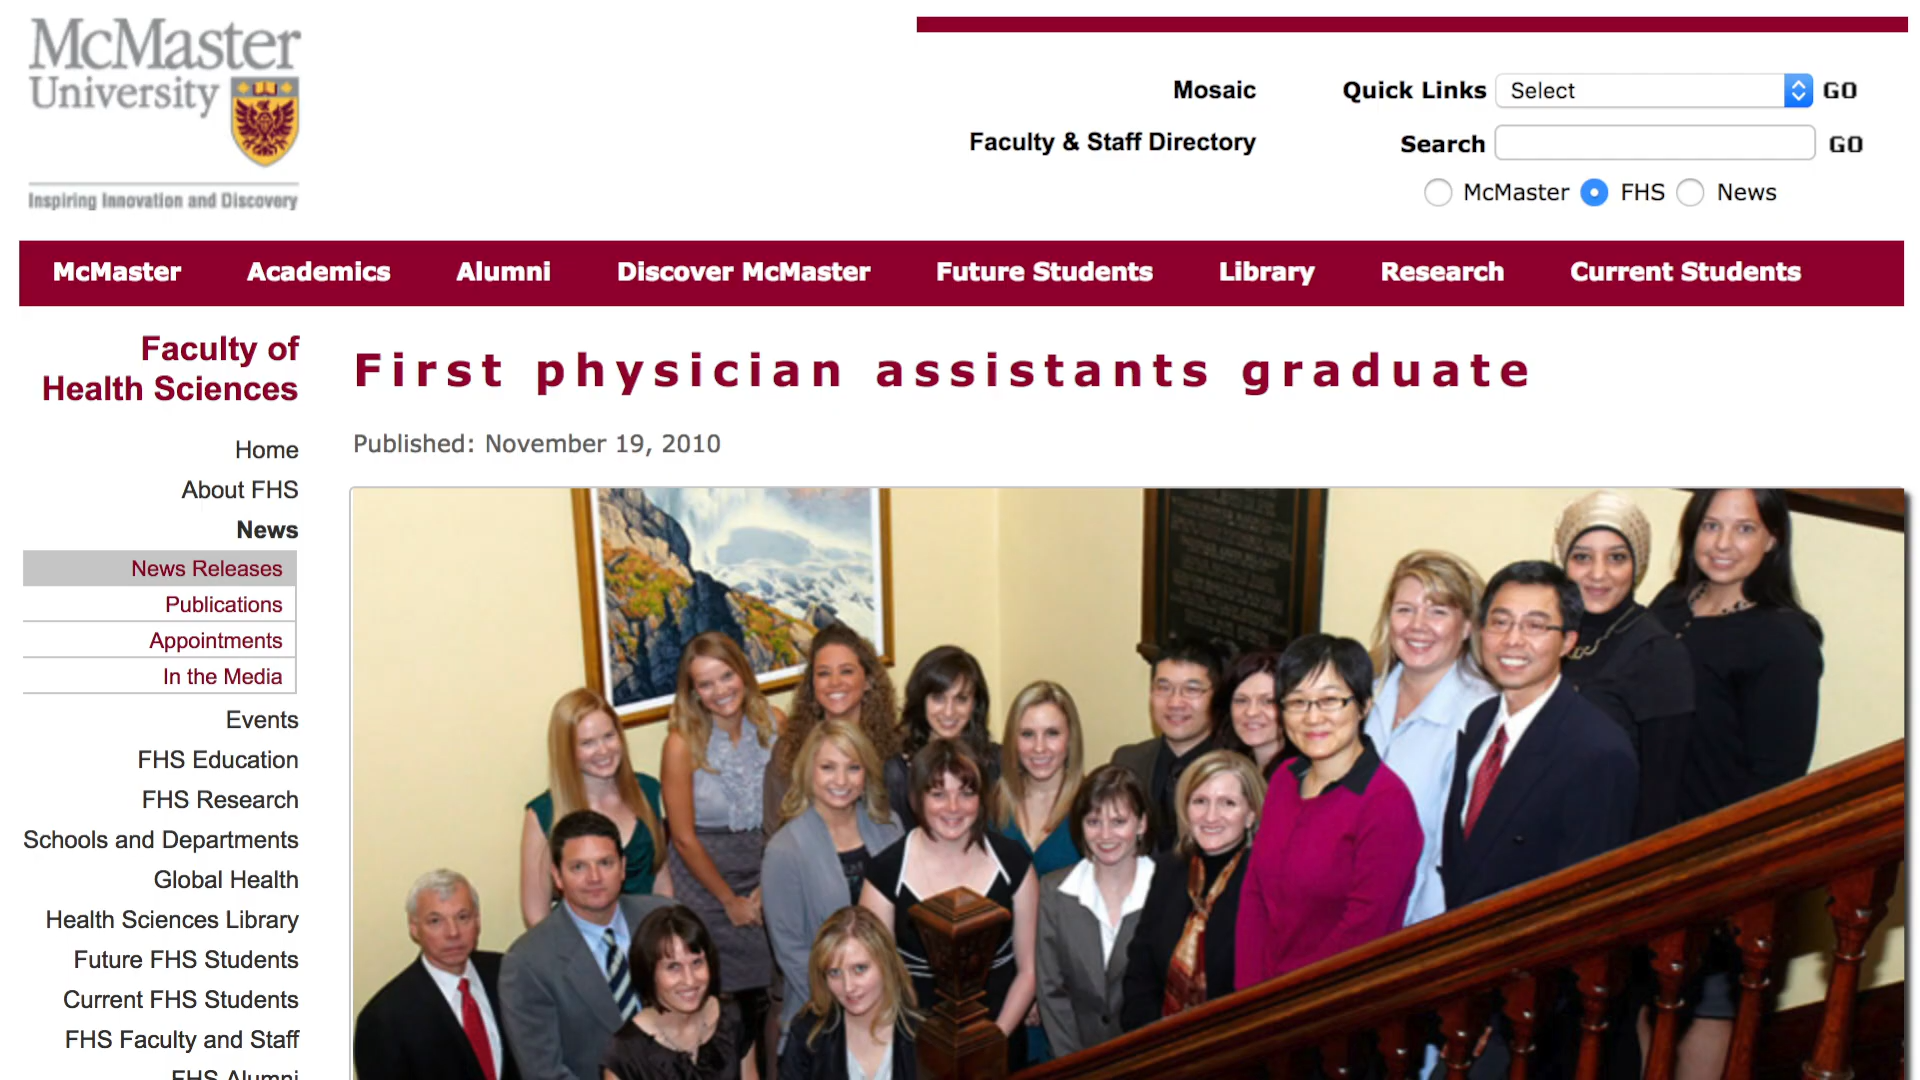 McMaster
University
Inspiring Innovation and Discovery
Mosaic
Faculty & Staff Directory
Quick Links Select GO
Search GO
McMaster FHS News
McMaster Academics Alumni Discover McMaster Future Students Library Research Current Students
Faculty of
Health Sciences
Home
About FHS
News
News Releases
Publications
Appointments
In the Media
Events
FHS Education
FHS Research
Schools and Departments
Global Health
Health Sciences Library
Future FHS Students
Current FHS Students
FHS Faculty and Staff
FHS Alumni
First physician assistants graduate
Published: November 19, 2010